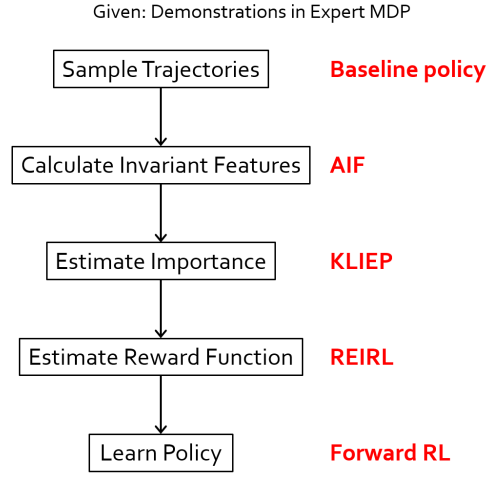 Given: Demonstrations in Expert MDP
Sample Trajectories Baseline policy
Calculate Invariant Features AIF
Estimate Importance KLIEP
Estimate Reward Function REIRL
Learn Policy Forward RL